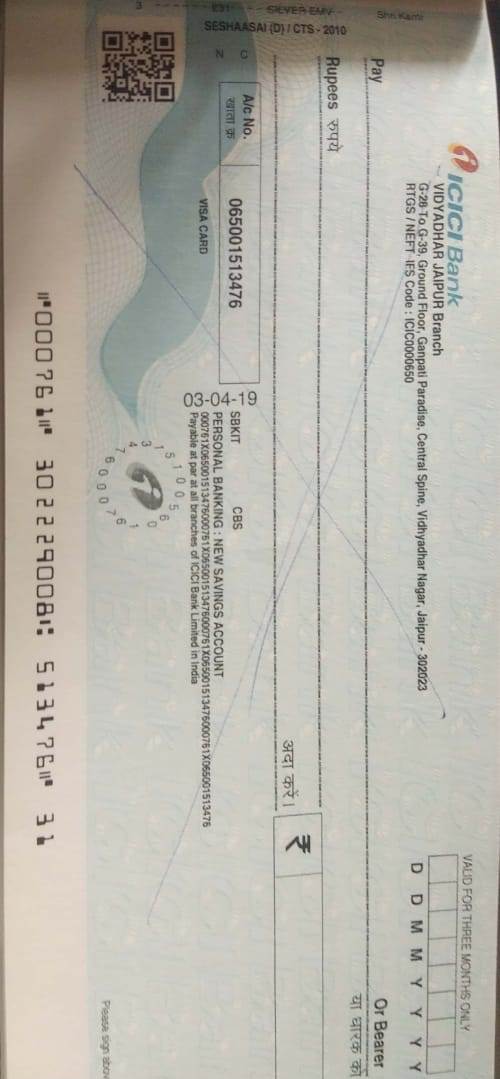 ICICI Bank
VIDYADHAR JAIPUR Branch
G-28-To G-39, Ground Floor, Ganpati Paradise, Central Spine, Vidhyadhar Nagar, Jaipur - 302023
RTGS / NEFT IFS Code : ICIC0000650
VALID FOR THREE MONTHS ONLY
D D M M Y Y Y Y
Pay
Or Bearer
या धारक को
Rupees रुपये
अदा करें।
₹
A/c No.
खाता क्र
065001513476
VISA CARD
N C
SESHAASAI (D) / CTS - 2010
SILVER EMV
03-04-19
SBKIT CBS
PERSONAL BANKING : NEW SAVINGS ACCOUNT
000761X065001513476000761X065001513476000761X065001513476000761X065001513476
Payable at par at all branches of ICICI Bank Limited in India
Please sign above
⑈000761⑈ 302229008⑆ 513476⑈ 31